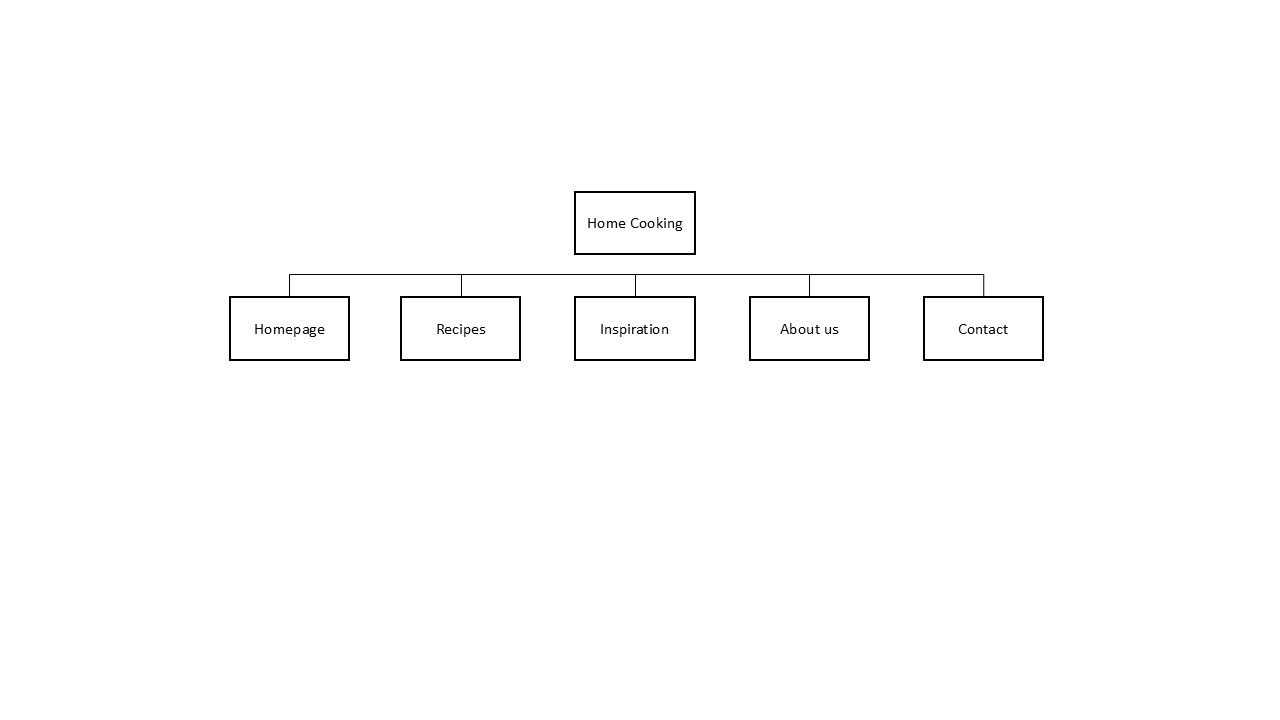 Home Cooking
Homepage
Recipes
Inspiration
About us
Contact